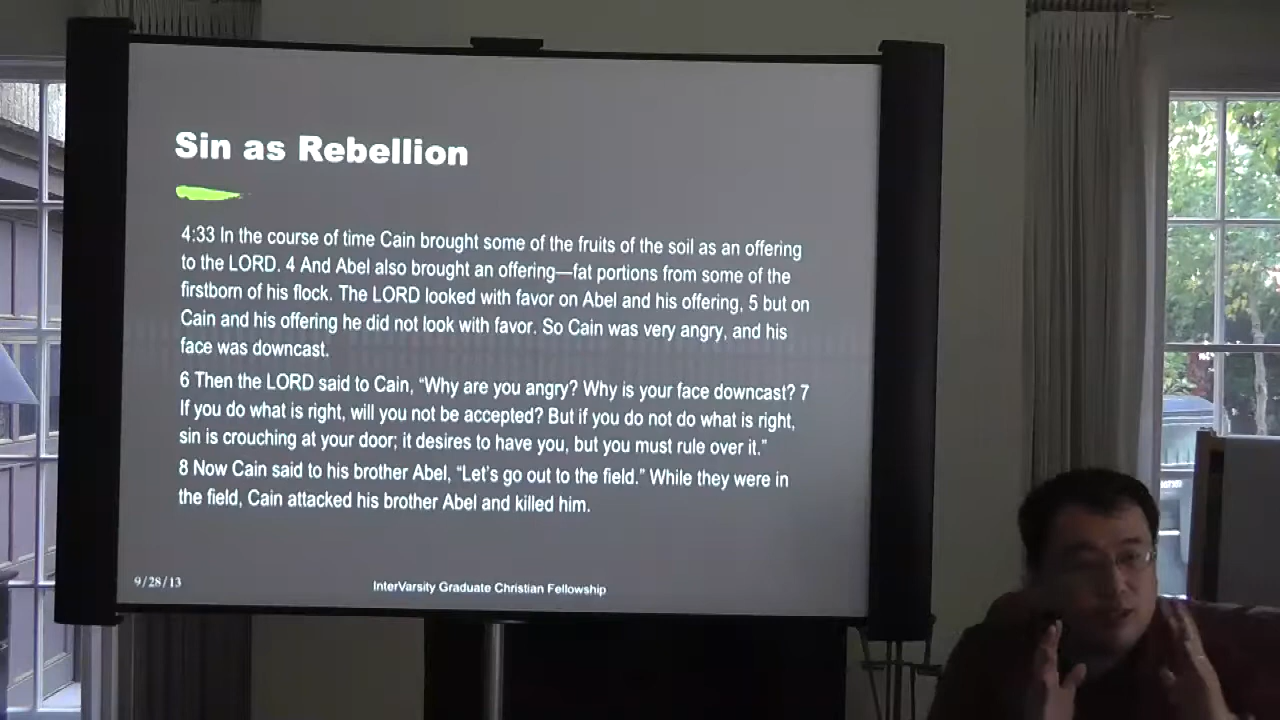 Sin as Rebellion
4:33 In the course of time Cain brought some of the fruits of the soil as an offering
to the LORD. 4 And Abel also brought an offering—fat portions from some of the
firstborn of his flock. The LORD looked with favor on Abel and his offering, 5 but on
Cain and his offering he did not look with favor. So Cain was very angry, and his
face was downcast.
6 Then the LORD said to Cain, “Why are you angry? Why is your face downcast? 7
If you do what is right, will you not be accepted? But if you do not do what is right,
sin is crouching at your door; it desires to have you, but you must rule over it.”
8 Now Cain said to his brother Abel, “Let’s go out to the field.” While they were in
the field, Cain attacked his brother Abel and killed him.
9/28/13
InterVarsity Graduate Christian Fellowship